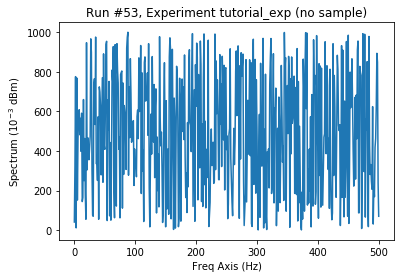 Run #53, Experiment tutorial_exp (no sample)
1000
800
600
400
200
0
Spectrum (10⁻³ dBm)
0 100 200 300 400 500
Freq Axis (Hz)